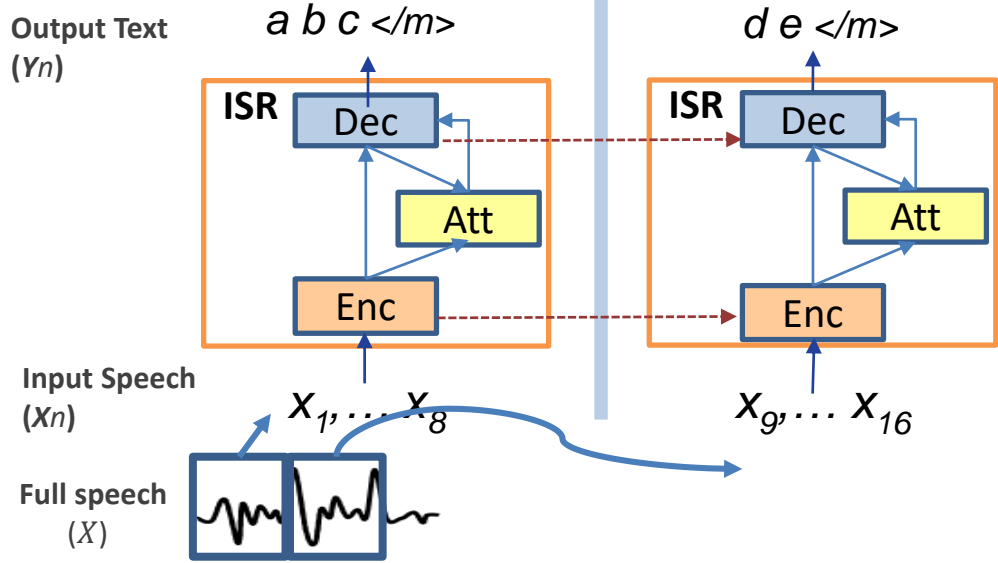 Output Text
(Yn)
a b c </m>
d e </m>
ISR
Dec
Att
Enc
ISR
Dec
Att
Enc
Input Speech
(Xn)
x1,... x8
x9,... x16
Full speech
(X)